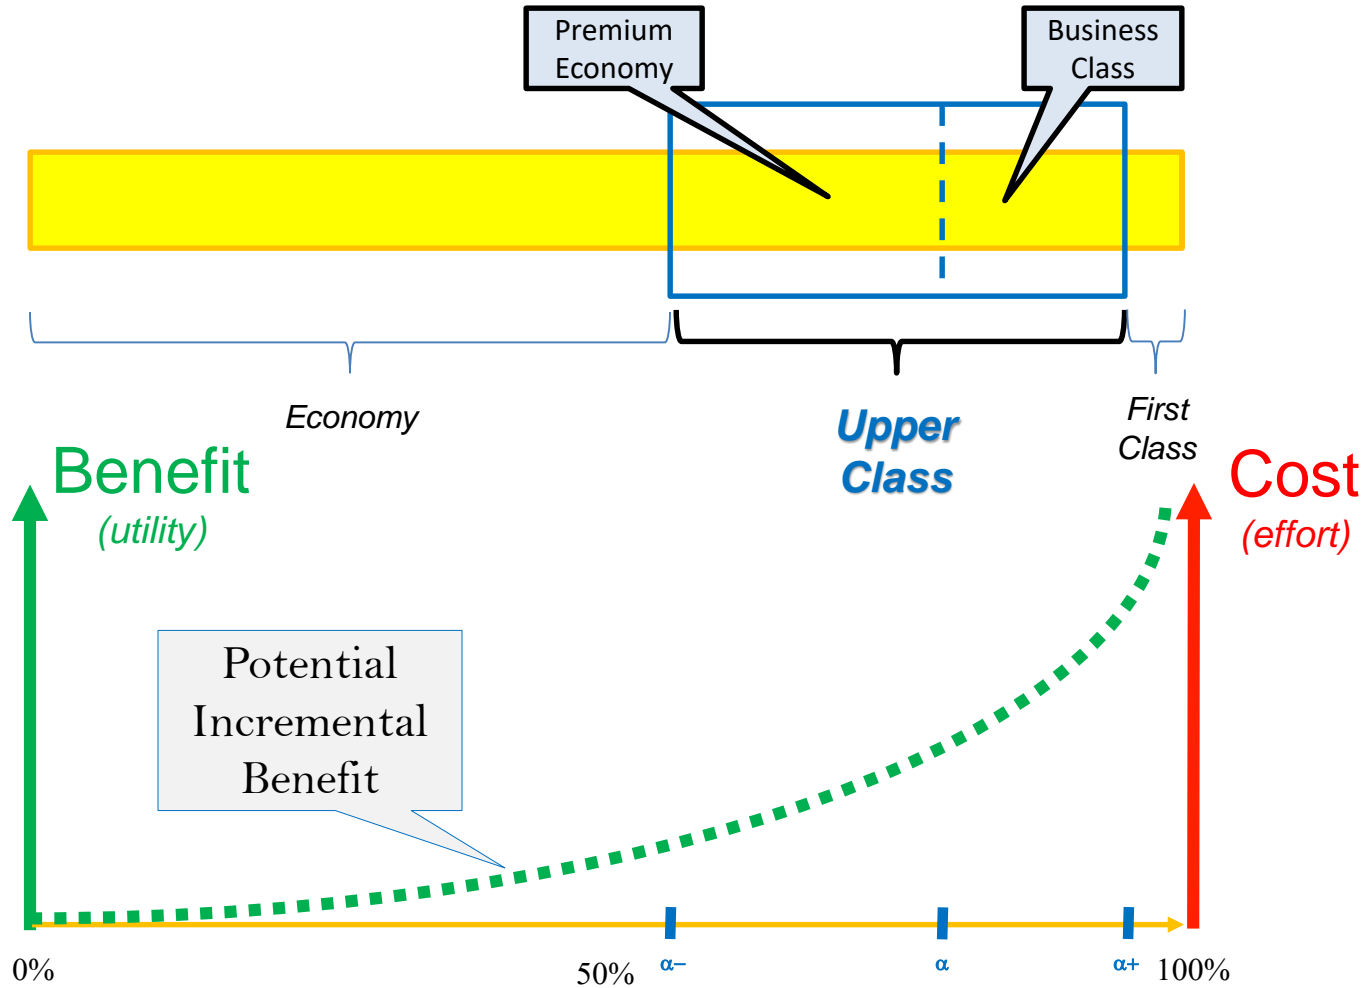 Premium
Economy
Business
Class
Economy
Upper
Class
First
Class
Benefit
(utility)
Cost
(effort)
Potential
Incremental
Benefit
0%
50%
α−
α
α+
100%